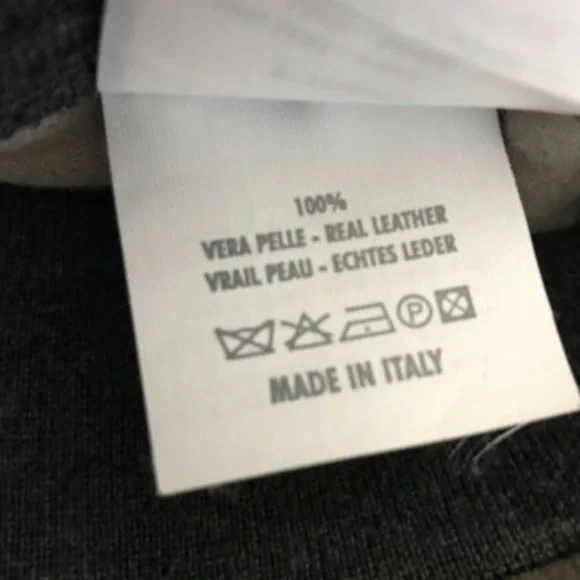 100%
VERA PELLE - REAL LEATHER
VRAIL PEAU - ECHTES LEDER
P
MADE IN ITALY